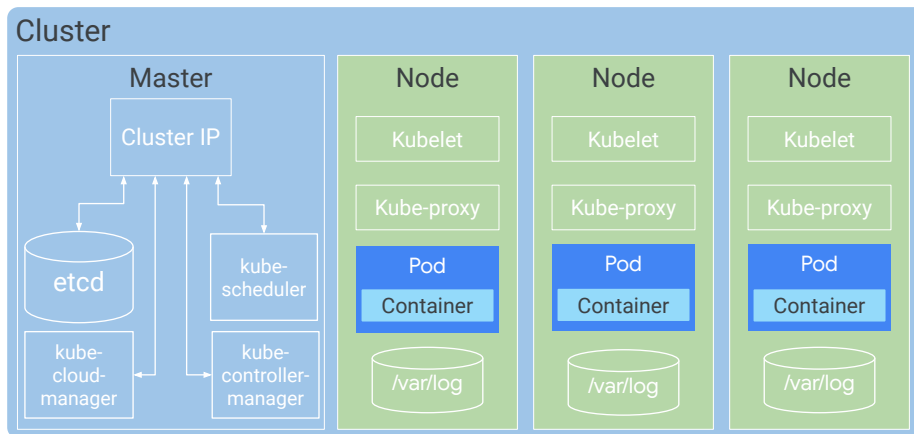 Cluster
Master
Cluster IP
etcd
kube-
scheduler
kube-
cloud-
manager
kube-
controller-
manager
Node
Kubelet
Kube-proxy
Pod
Container
/var/log
Node
Kubelet
Kube-proxy
Pod
Container
/var/log
Node
Kubelet
Kube-proxy
Pod
Container
/var/log